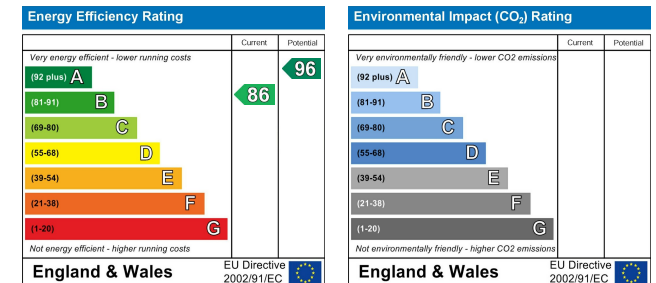 Energy Efficiency Rating
Current Potential
Very energy efficient - lower running costs
(92 plus) A
(81-91) B
(69-80) C
(55-68) D
(39-54) E
(21-38) F
(1-20) G
86
96
Not energy efficient - higher running costs
England & Wales
EU Directive
2002/91/EC
Environmental Impact (CO₂) Rating
Current Potential
Very environmentally friendly - lower CO2 emissions
(92 plus) A
(81-91) B
(69-80) C
(55-68) D
(39-54) E
(21-38) F
(1-20) G
Not environmentally friendly - higher CO2 emissions
England & Wales
EU Directive
2002/91/EC